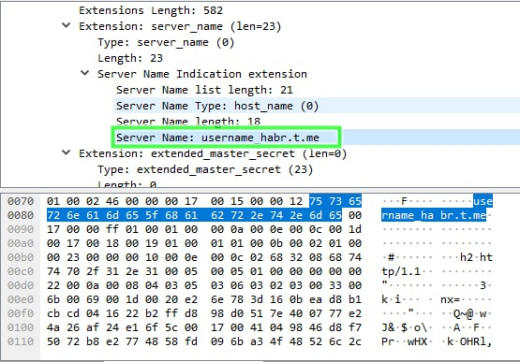 Extensions Length: 582
Extension: server_name (len=23)
Type: server_name (0)
Length: 23
Server Name Indication extension
Server Name list length: 21
Server Name Type: host_name (0)
Server Name length: 18
Server Name: username_habr.t.me
Extension: extended_master_secret (len=0)
Type: extended_master_secret (23)
Length: 0
0070 01 00 02 46 00 00 00 17 00 15 00 00 12 75 73 65 ···F···· ·····use
0080 72 6e 61 6d 65 5f 68 61 62 72 2e 74 2e 6d 65 00 rname_ha br.t.me·
0090 17 00 00 ff 01 00 01 00 00 0a 00 0e 00 0c 00 1d
00a0 00 17 00 18 00 19 01 00 01 01 00 0b 00 02 01 00
00b0 00 23 00 00 00 10 00 0e 00 0c 02 68 32 08 68 74 ·#······ ···h2·ht
00c0 74 70 2f 31 2e 31 00 05 00 05 01 00 00 00 00 00 tp/1.1··
00d0 22 00 0a 00 08 04 03 05 03 06 03 02 03 00 33 00 "······· ······3·
00e0 6b 00 69 00 1d 00 20 e2 6e 78 3d 16 0b ea d8 b1 k·i··· · nx=·····
00f0 cb cd 04 16 22 b2 ff d8 98 d0 51 7e 40 07 77 e2 ····"··· ··Q~@·w·
0100 4a 26 af 24 e1 6f 5c 00 17 00 41 04 98 46 d8 f7 J&·$·o\· ··A··F··
0110 50 72 b8 e2 77 48 58 fd 09 6b a3 4f 48 52 6c 2c Pr··wHX· ·k·OHRl,